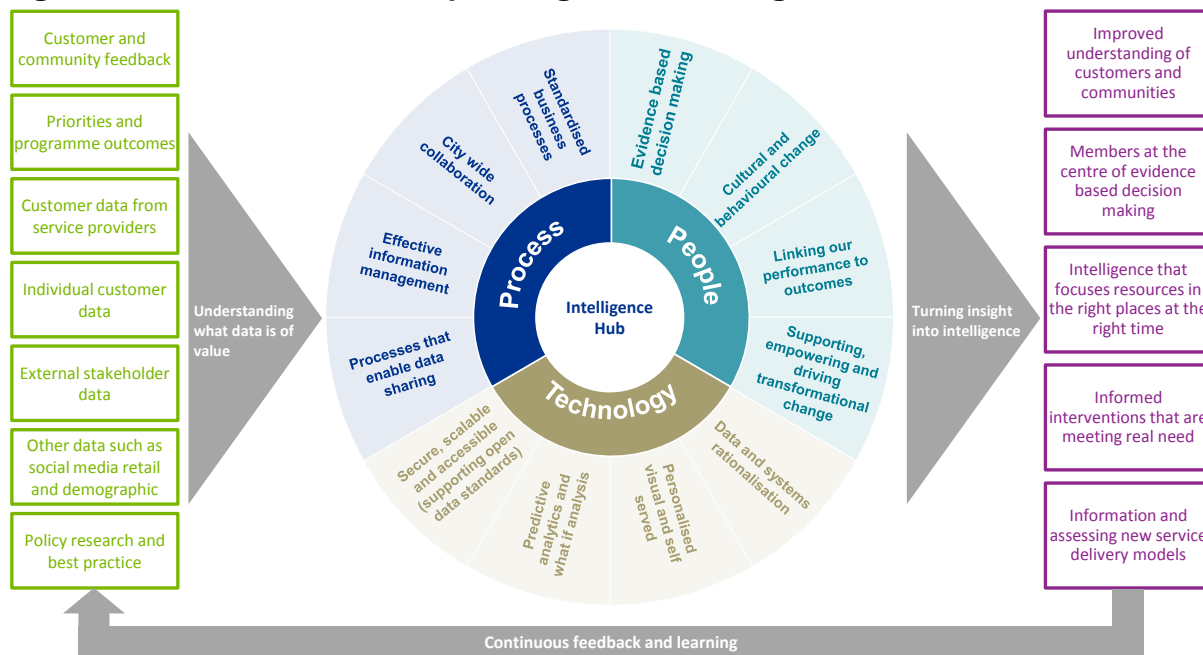 Customer and
community feedback
Priorities and
programme outcomes
Customer data from
service providers
Individual customer
data
External stakeholder
data
Other data such as
social media retail
and demographic
Policy research and
best practice
Understanding
what data is of
value
Standardised
business
processes
City wide
collaboration
Effective
information
management
Processes that
enable data
sharing
Evidence based
decision making
Cultural and
behavioural change
Linking our
performance to
outcomes
Supporting,
empowering and
driving
transformational
change
Data and systems
rationalisation
Personalised
visual and self
served
Predictive
analytics and
what if analysis
Secure, scalable
and accessible
(supporting open
data standards)
Process
People
Technology
Intelligence
Hub
Turning insight
into intelligence
Improved
understanding of
customers and
communities
Members at the
centre of evidence
based decision
making
Intelligence that
focuses resources in
the right places at the
right time
Informed
interventions that are
meeting real need
Information and
assessing new service
delivery models
Continuous feedback and learning